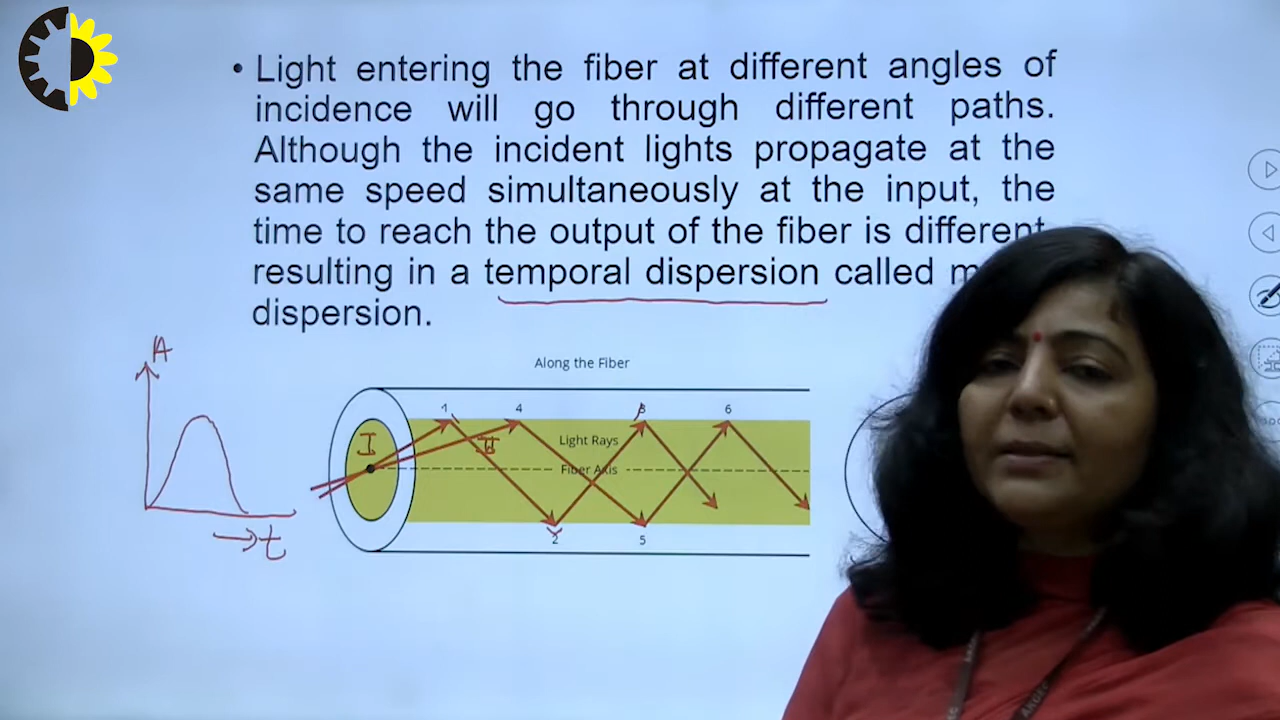 • Light entering the fiber at different angles of
incidence will go through different paths.
Although the incident lights propagate at the
same speed simultaneously at the input, the
time to reach the output of the fiber is different
resulting in a temporal dispersion called
dispersion.
A
Along the Fiber
1 4 3 6
I II Light Rays
Fiber Axis
t
2 5